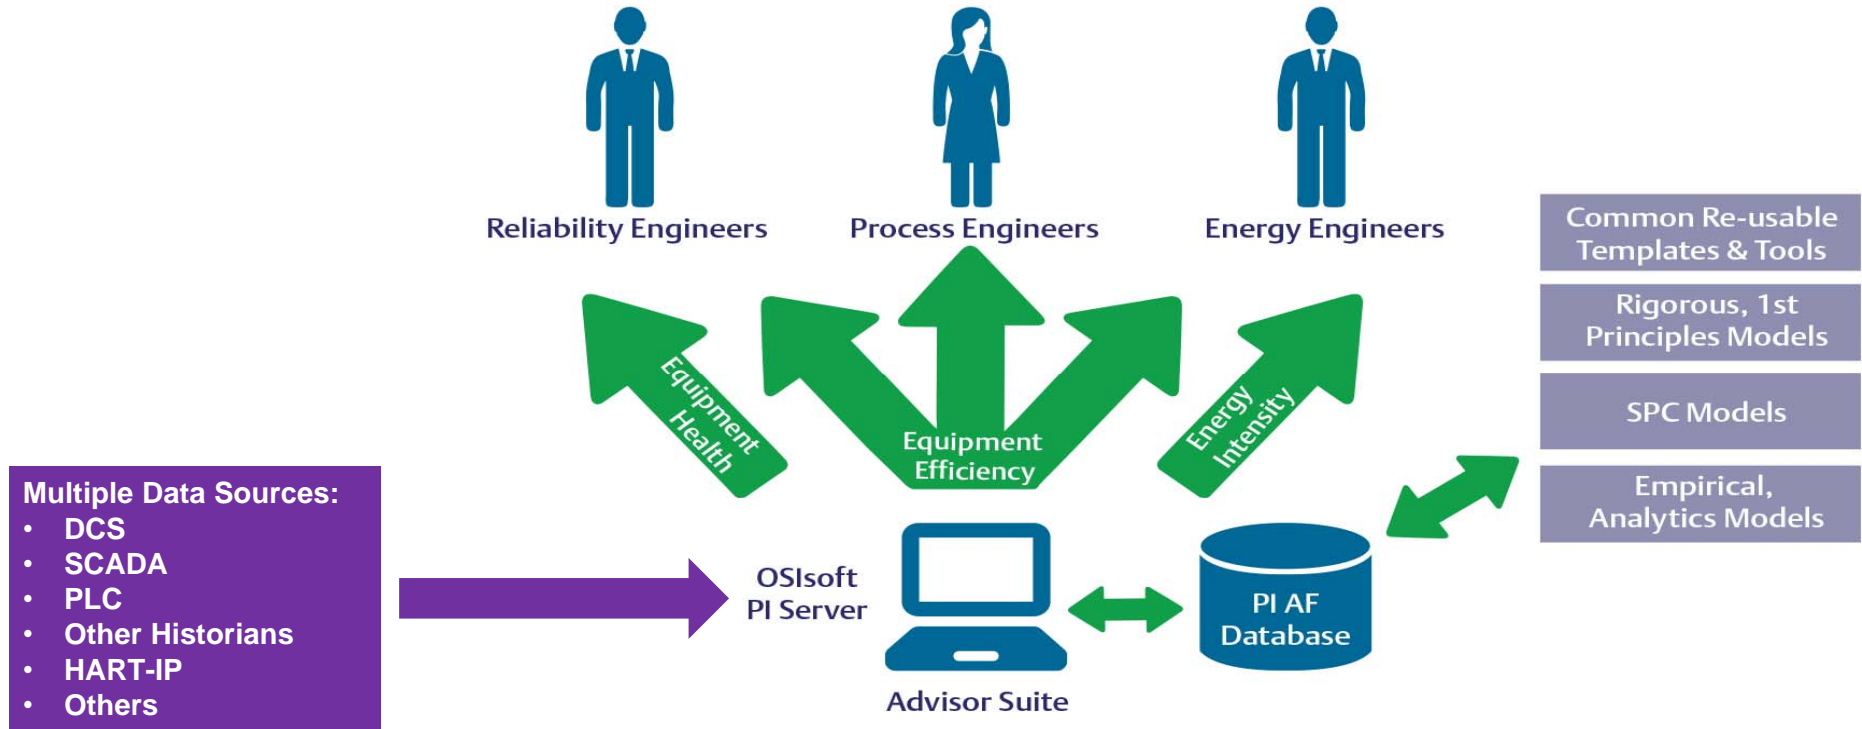 Reliability Engineers
Process Engineers
Energy Engineers
Common Re-usable
Templates & Tools
Rigorous, 1st
Principles Models
SPC Models
Empirical,
Analytics Models
Equipment
Health
Equipment
Efficiency
Energy
Intensity
Multiple Data Sources:
• DCS
• SCADA
• PLC
• Other Historians
• HART-IP
• Others
OSIsoft
PI Server
Advisor Suite
PI AF
Database